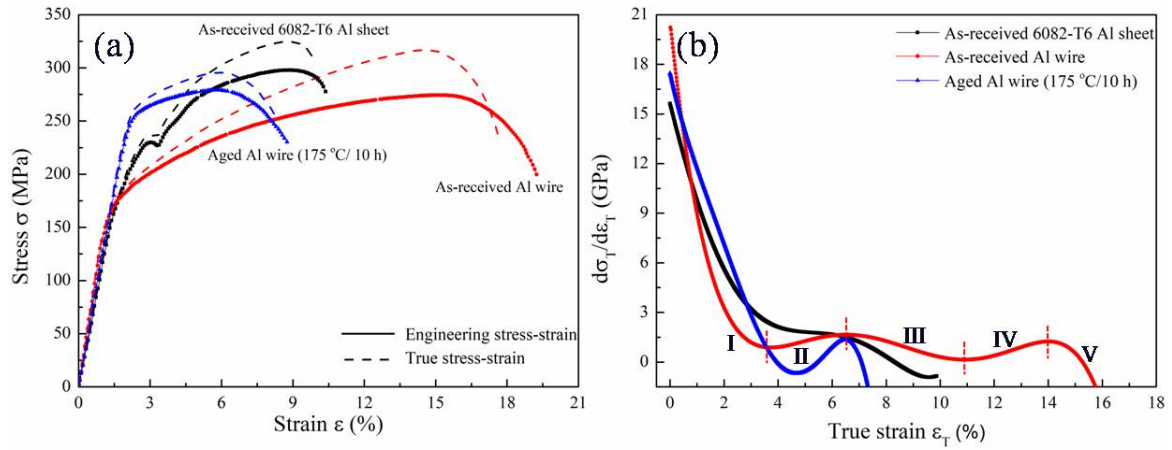 (a)
As-received 6082-T6 Al sheet
Aged Al wire (175 °C/ 10 h)
As-received Al wire
Engineering stress-strain
True stress-strain
Stress σ (MPa)
350
300
250
200
150
100
50
0
0 3 6 9 12 15 18 21
Strain ε (%)
(b)
As-received 6082-T6 Al sheet
As-received Al wire
Aged Al wire (175 °C/10 h)
dσT/dεT (GPa)
21
18
15
12
9
6
3
0
I II III IV V
0 2 4 6 8 10 12 14 16 18
True strain εT (%)